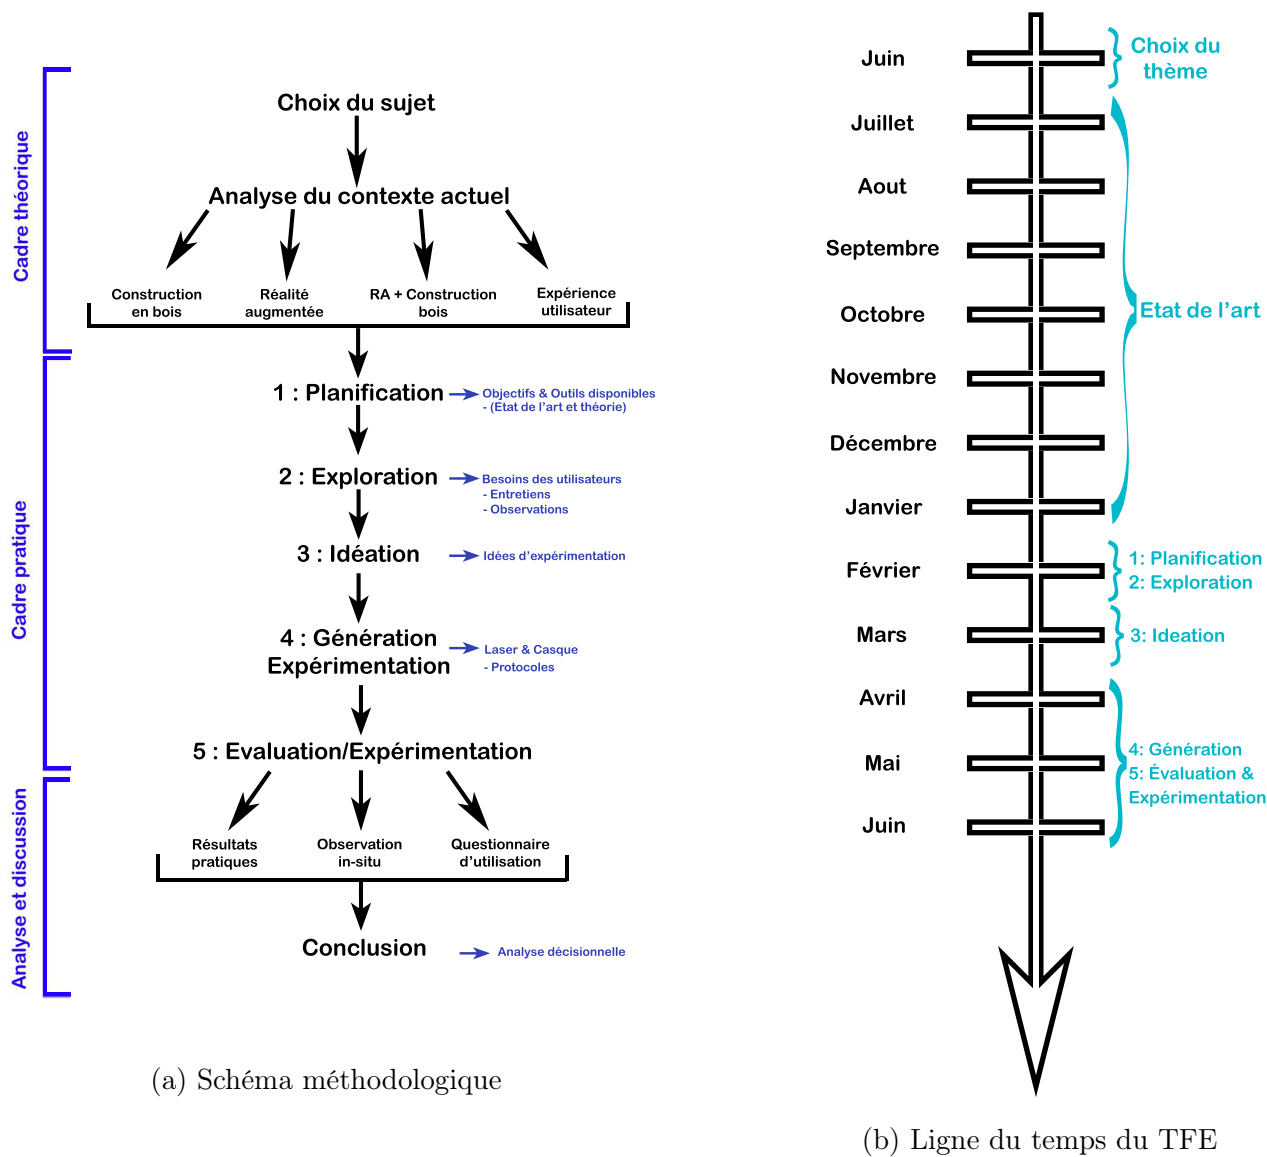 Cadre théorique
Choix du sujet
Analyse du contexte actuel
Construction
en bois
Réalité
augmentée
RA + Construction
bois
Expérience
utilisateur
Cadre pratique
1 : Planification
Objectifs & Outils disponibles
- (Etat de l'art et théorie)
2 : Exploration
Besoins des utilisateurs
- Entretiens
- Observations
3 : Idéation
Idées d'expérimentation
4 : Génération
Expérimentation
Laser & Casque
- Protocoles
5 : Evaluation/Expérimentation
Analyse et discussion
Résultats
pratiques
Observation
in-situ
Questionnaire
d'utilisation
Conclusion
Analyse décisionnelle
(a) Schéma méthodologique
Juin
Choix du
thème
Juillet
Aout
Septembre
Octobre
Etat de l'art
Novembre
Décembre
Janvier
Février
1: Planification
2: Exploration
Mars
3: Ideation
Avril
Mai
4: Génération
5: Évaluation &
Expérimentation
Juin
(b) Ligne du temps du TFE